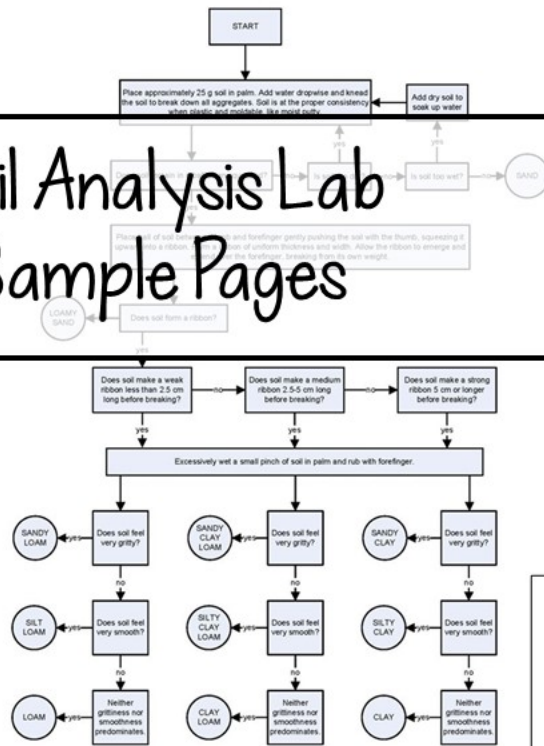 START
Place approximately 25 g soil in palm. Add water dropwise and knead
the soil to break down all aggregates. Soil is at the proper consistency
when plastic and moldable, like moist putty.
Add dry soil to
soak up water
yes
yes
il Analysis Lab
Is soil too wet?
no
SAND
ample Pages
LOAMY
SAND
Does soil form a ribbon?
yes
Does soil make a weak
ribbon less than 2.5 cm
long before breaking?
no
Does soil make a medium
ribbon 2.5-5 cm long
before breaking?
no
Does soil make a strong
ribbon 5 cm or longer
before breaking?
yes
yes
yes
Excessively wet a small pinch of soil in palm and rub with forefinger.
SANDY
LOAM
yes
Does soil feel
very gritty?
SANDY
CLAY
LOAM
yes
Does soil feel
very gritty?
SANDY
CLAY
yes
Does soil feel
very gritty?
no
no
no
SILT
LOAM
yes
Does soil feel
very smooth?
SILTY
CLAY
LOAM
yes
Does soil feel
very smooth?
SILTY
CLAY
yes
Does soil feel
very smooth?
no
no
no
LOAM
yes
Neither
grittiness nor
smoothness
predominates.
CLAY
LOAM
yes
Neither
grittiness nor
smoothness
predominates.
CLAY
yes
Neither
grittiness nor
smoothness
predominates.